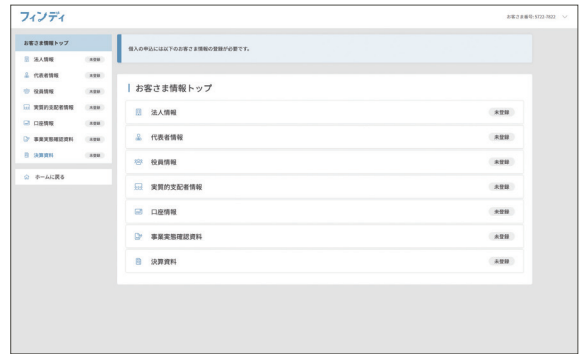 フィンディ
お客さま番号:5722-7623
お客さま情報トップ
法人情報 未登録
代表者情報 未登録
役員情報 未登録
実質的支配者情報 未登録
口座情報 未登録
事業実態確認資料 未登録
決算資料 未登録
ホームに戻る
個人の申込には以下のお客さま情報の登録が必要です。
お客さま情報トップ
法人情報 未登録
代表者情報 未登録
役員情報 未登録
実質的支配者情報 未登録
口座情報 未登録
事業実態確認資料 未登録
決算資料 未登録